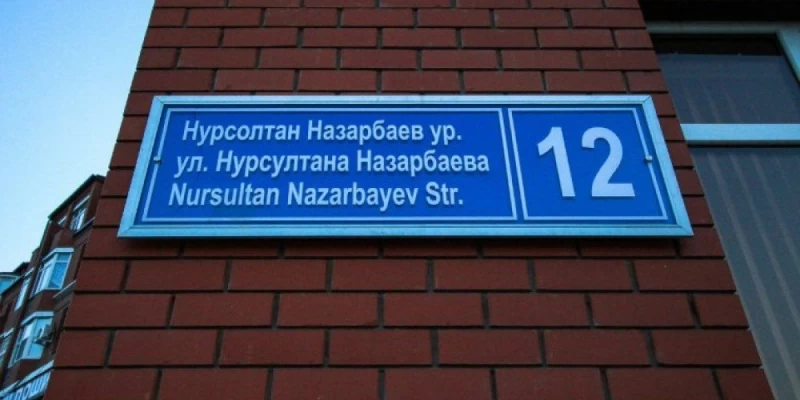 Нурсолтан Назарбаев ур.
ул. Нурсултана Назарбаева
Nursultan Nazarbayev Str.
12